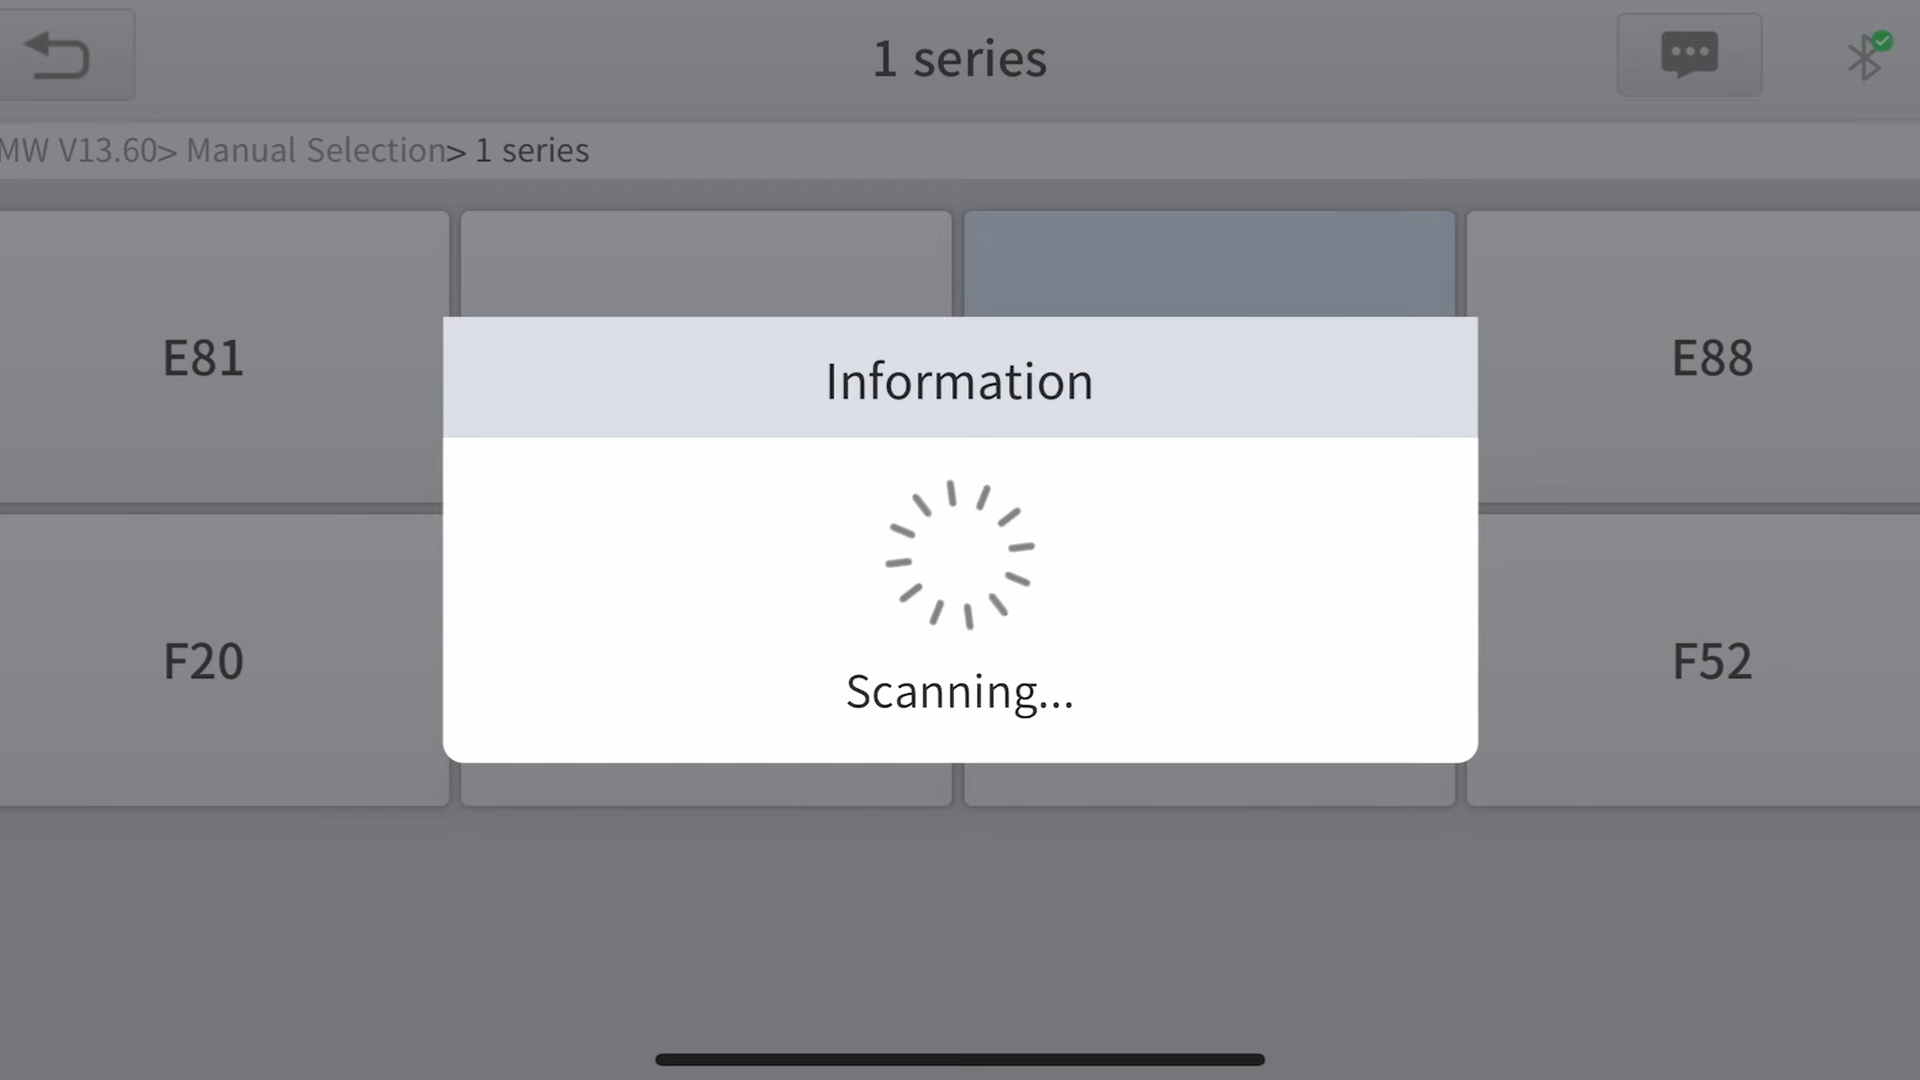 1 series
MW V13.60> Manual Selection> 1 series
E81
E88
Information
Scanning...
F20
F52